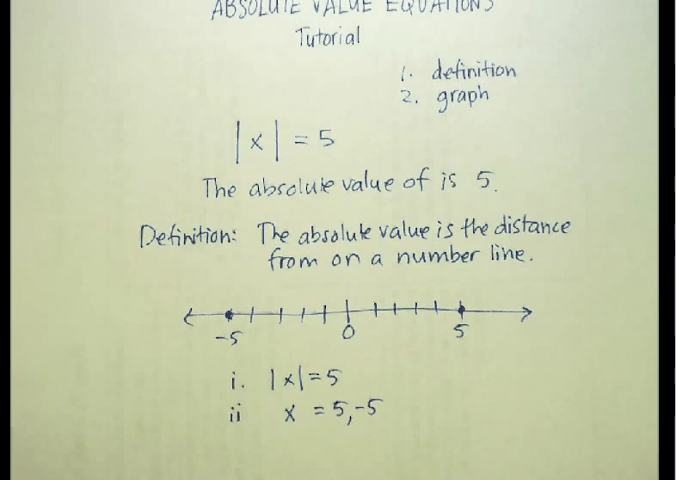 ABSOLUTE VALUE EQUATIONS
Tutorial
1. definition
2. graph
|x| = 5
The absolute value of is 5.
Definition: The absolute value is the distance
from on a number line.
-5 0 5
i. |x| = 5
ii x = 5,-5